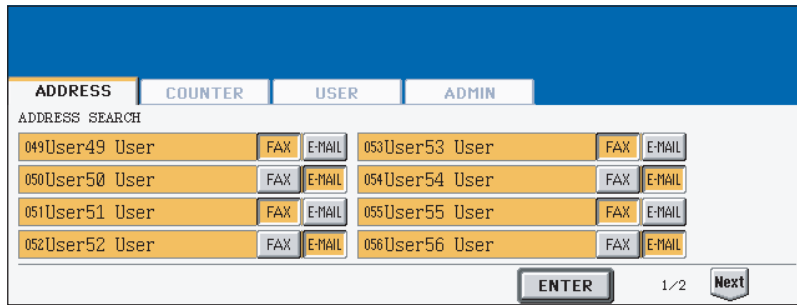 ADDRESS COUNTER USER ADMIN
ADDRESS SEARCH
049User49 User FAX E-MAIL 053User53 User FAX E-MAIL
050User50 User FAX E-MAIL 054User54 User FAX E-MAIL
051User51 User FAX E-MAIL 055User55 User FAX E-MAIL
052User52 User FAX E-MAIL 056User56 User FAX E-MAIL
ENTER 1/2 Next